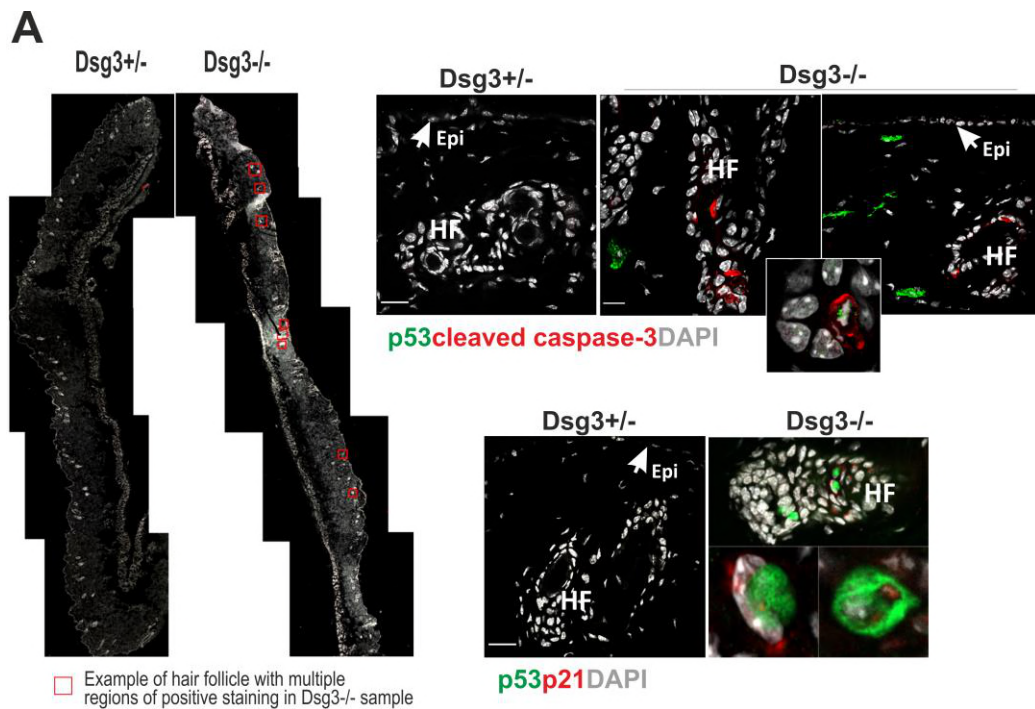 A
Dsg3+/-
Dsg3-/-
Example of hair follicle with multiple
regions of positive staining in Dsg3-/- sample
Dsg3+/-
Dsg3-/-
Epi
HF
HF
Epi
HF
p53cleaved caspase-3DAPI
Dsg3+/-
Dsg3-/-
Epi
HF
HF
p53p21DAPI